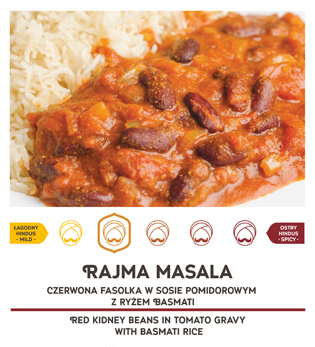 ŁAGODNY
HINDUS
- MILD -
OSTRY
HINDUS
- SPICY -
RAJMA MASALA
CZERWONA FASOLKA W SOSIE POMIDOROWYM
Z RYŻEM BASMATI
RED KIDNEY BEANS IN TOMATO GRAVY
WITH BASMATI RICE